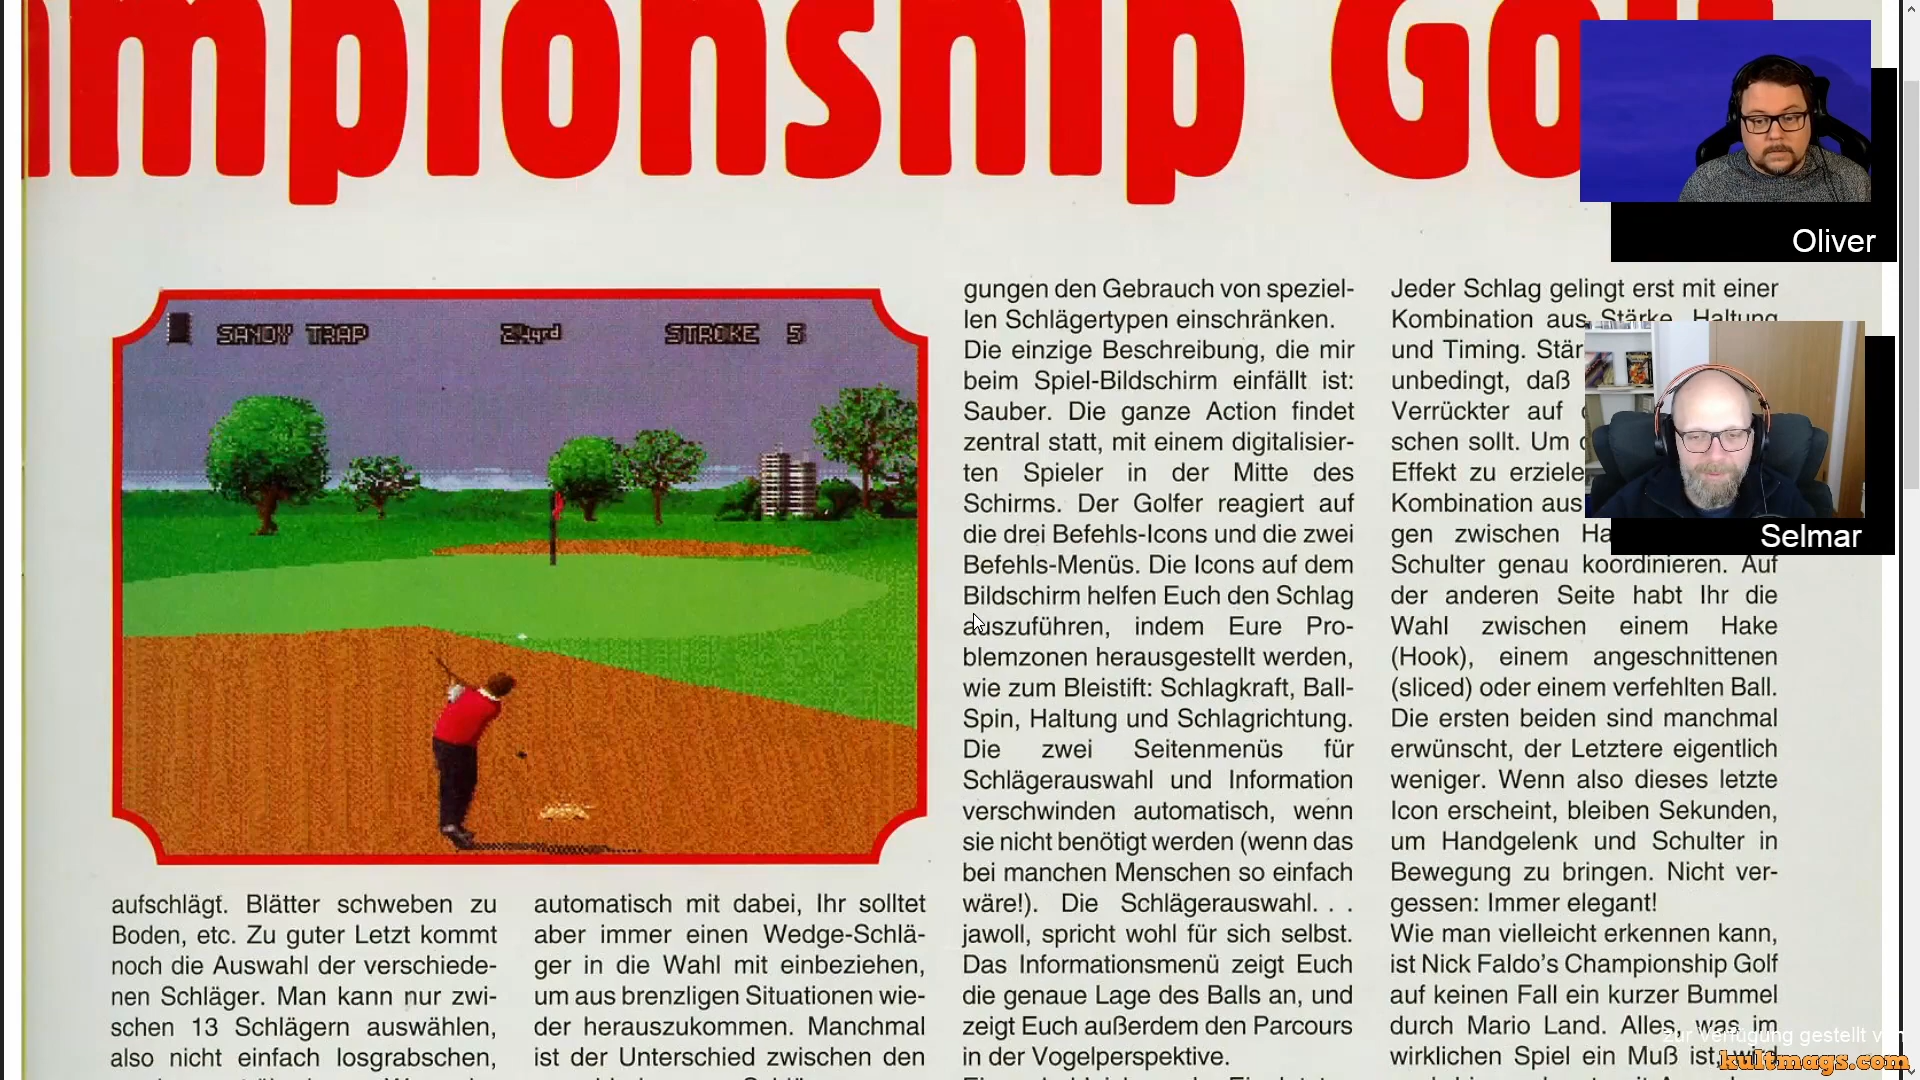 mpionship Go
Oliver
SANDY TRAP
STROKE 5
gungen den Gebrauch von speziel-
len Schlägertypen einschränken.
Die einzige Beschreibung, die mir
beim Spiel-Bildschirm einfällt ist:
Sauber. Die ganze Action findet
zentral statt, mit einem digitalisier-
ten Spieler in der Mitte des
Schirms. Der Golfer reagiert auf
die drei Befehls-Icons und die zwei
Befehls-Menüs. Die Icons auf dem
Bildschirm helfen Euch den Schlag
auszuführen, indem Eure Pro-
blemzonen herausgestellt werden,
wie zum Bleistift: Schlagkraft, Ball-
Spin, Haltung und Schlagrichtung.
Die zwei Seitenmenüs für
Schlägerauswahl und Information
verschwinden automatisch, wenn
sie nicht benötigt werden (wenn das
bei manchen Menschen so einfach
wäre!). Die Schlägerauswahl. . .
jawoll, spricht wohl für sich selbst.
Das Informationsmenü zeigt Euch
die genaue Lage des Balls an, und
zeigt Euch außerdem den Parcours
in der Vogelperspektive.
Jeder Schlag gelingt erst mit einer
Kombination aus Stärke, Haltung
und Timing. Stär
unbedingt, daß
Verrückter auf
schen sollt. Um
Effekt zu erziele
Kombination aus
gen zwischen Ha
Schulter genau koordinieren. Auf
der anderen Seite habt Ihr die
Wahl zwischen einem Hake
(Hook), einem angeschnittenen
(sliced) oder einem verfehlten Ball.
Die ersten beiden sind manchmal
erwünscht, der Letztere eigentlich
weniger. Wenn also dieses letzte
Icon erscheint, bleiben Sekunden,
um Handgelenk und Schulter in
Bewegung zu bringen. Nicht ver-
gessen: Immer elegant!
Wie man vielleicht erkennen kann,
ist Nick Faldo's Championship Golf
auf keinen Fall ein kurzer Bummel
durch Mario Land. Alles, was im
wirklichen Spiel ein Muß ist, wird
Selmar
aufschlägt. Blätter schweben zu
Boden, etc. Zu guter Letzt kommt
noch die Auswahl der verschiede-
nen Schläger. Man kann nur zwi-
schen 13 Schlägern auswählen,
also nicht einfach losgrabschen,
automatisch mit dabei, Ihr solltet
aber immer einen Wedge-Schlä-
ger in die Wahl mit einbeziehen,
um aus brenzligen Situationen wie-
der herauszukommen. Manchmal
ist der Unterschied zwischen den
zur Verfügung gestellt von
kultmags.com